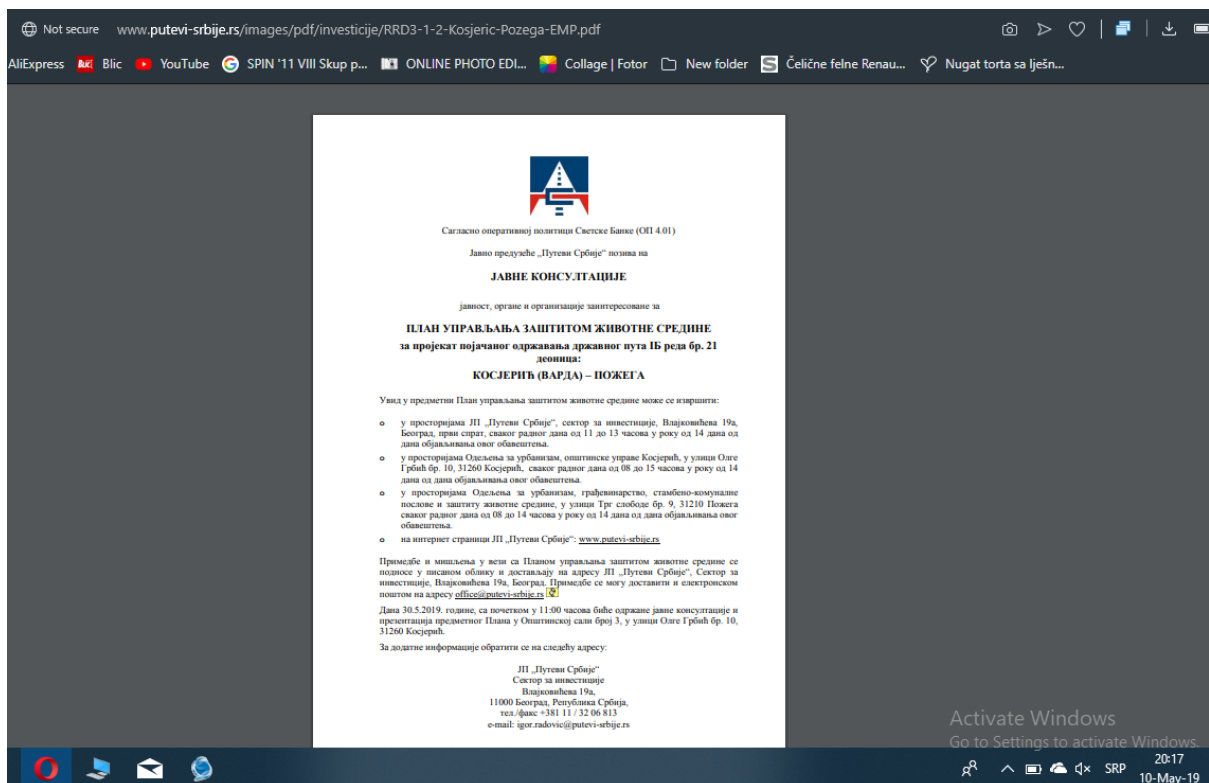 Not secure www.putevi-srbije.rs/images/pdf/investicije/RRD3-1-2-Kosjeric-Pozega-EMP.pdf
AliExpress Blic YouTube SPIN '11 VIII Skup p... ONLINE PHOTO EDI... Collage | Fotor New folder Čelične felne Renau... Nugat torta sa lješn...
Сагласно оперативној политици Светске Банке (ОП 4.01)
Јавно предузеће „Путеви Србије“ позива на
ЈАВНЕ КОНСУЛТАЦИЈЕ
јавност, органе и организације заинтересоване за
ПЛАН УПРАВЉАЊА ЗАШТИТОМ ЖИВОТНЕ СРЕДИНЕ
за пројекат појачаног одржавања државног пута IБ реда бр. 21
деоница:
КОСЈЕРИЋ (ВАРДА) – ПОЖЕГА
Увид у предметни План управљања заштитом животне средине може се извршити:
o у просторијама ЈП „Путеви Србије“, сектор за инвестиције, Влајковићева 19а,
Београд, први спрат, сваког радног дана од 11 до 13 часова у року од 14 дана од
дана објављивања овог обавештења.
o у просторијама Одељења за урбанизам, општинске управе Косјерић, у улици Олге
Грбић бр. 10, 31260 Косјерић, сваког радног дана од 08 до 15 часова у року од 14
дана од дана објављивања овог обавештења.
o у просторијама Одељења за урбанизам, грађевинарство, стамбено-комуналне
послове и заштиту животне средине, у улици Трг слободе бр. 9, 31210 Пожега
сваког радног дана од 08 до 14 часова у року од 14 дана од дана објављивања овог
обавештења.
o на интернет страници ЈП „Путеви Србије“: www.putevi-srbije.rs
Примедбе и мишљења у вези са Планом управљања заштитом животне средине се
подносе у писаном облику и достављају на адресу ЈП „Путеви Србије“, Сектор за
инвестиције, Влајковићева 19а, Београд. Примедбе се могу доставити и електронском
поштом на адресу office@putevi-srbije.rs
Дана 30.5.2019. године, са почетком у 11:00 часова биће одржане јавне консултације и
презентација предметног Плана у Општинској сали број 3, у улици Олге Грбић бр. 10,
31260 Косјерић.
За додатне информације обратити се на следећу адресу:
ЈП „Путеви Србије“
Сектор за инвестиције
Влајковићева 19а,
11000 Београд, Република Србија,
тел./факс +381 11 / 32 06 813
e-mail: igor.radovic@putevi-srbije.rs
Activate Windows
Go to Settings to activate Windows.
SRP
20:17
10-May-19